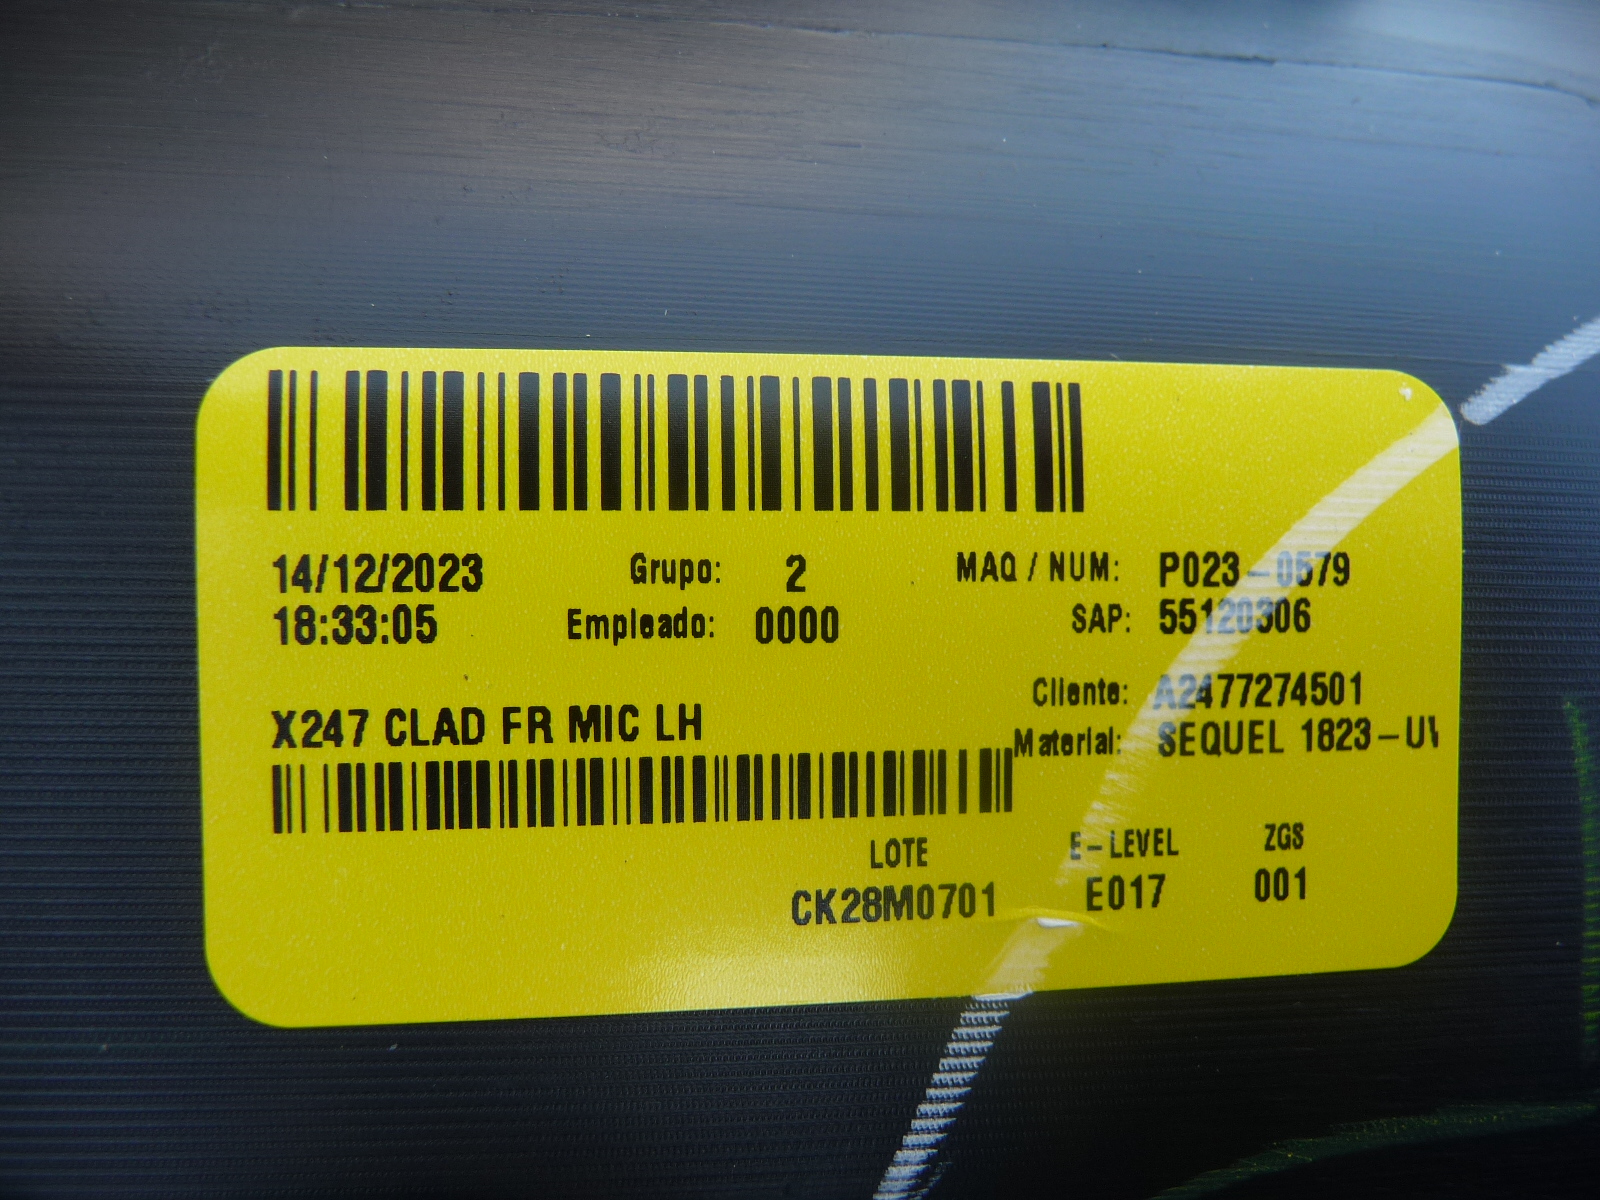 14/12/2023 Grupo: 2 MAQ / NUM: P023-0579
18:33:05 Empleado: 0000 SAP: 55120306
Cliente: A2477274501
X247 CLAD FR MIC LH
Material: SEQUEL 1823-UV
LOTE E-LEVEL ZGS
CK28M0701 E017 001